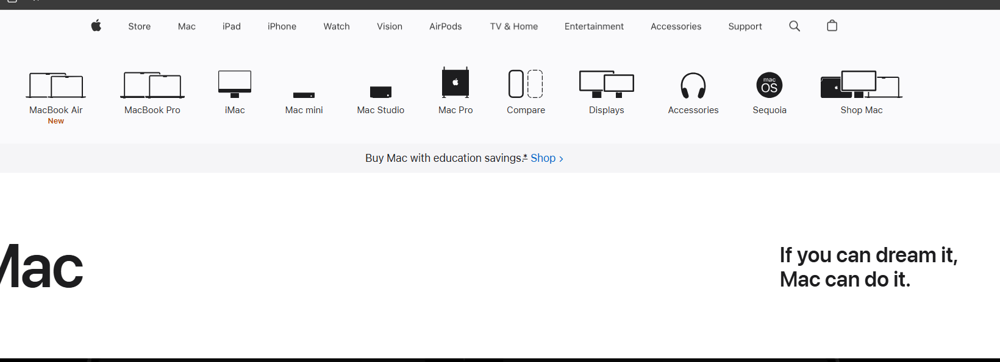 Store Mac iPad iPhone Watch Vision AirPods TV & Home Entertainment Accessories Support
mac
OS
MacBook Air MacBook Pro iMac Mac mini Mac Studio Mac Pro Compare Displays Accessories Sequoia Shop Mac
New
Buy Mac with education savings.* Shop >
Mac
If you can dream it,
Mac can do it.